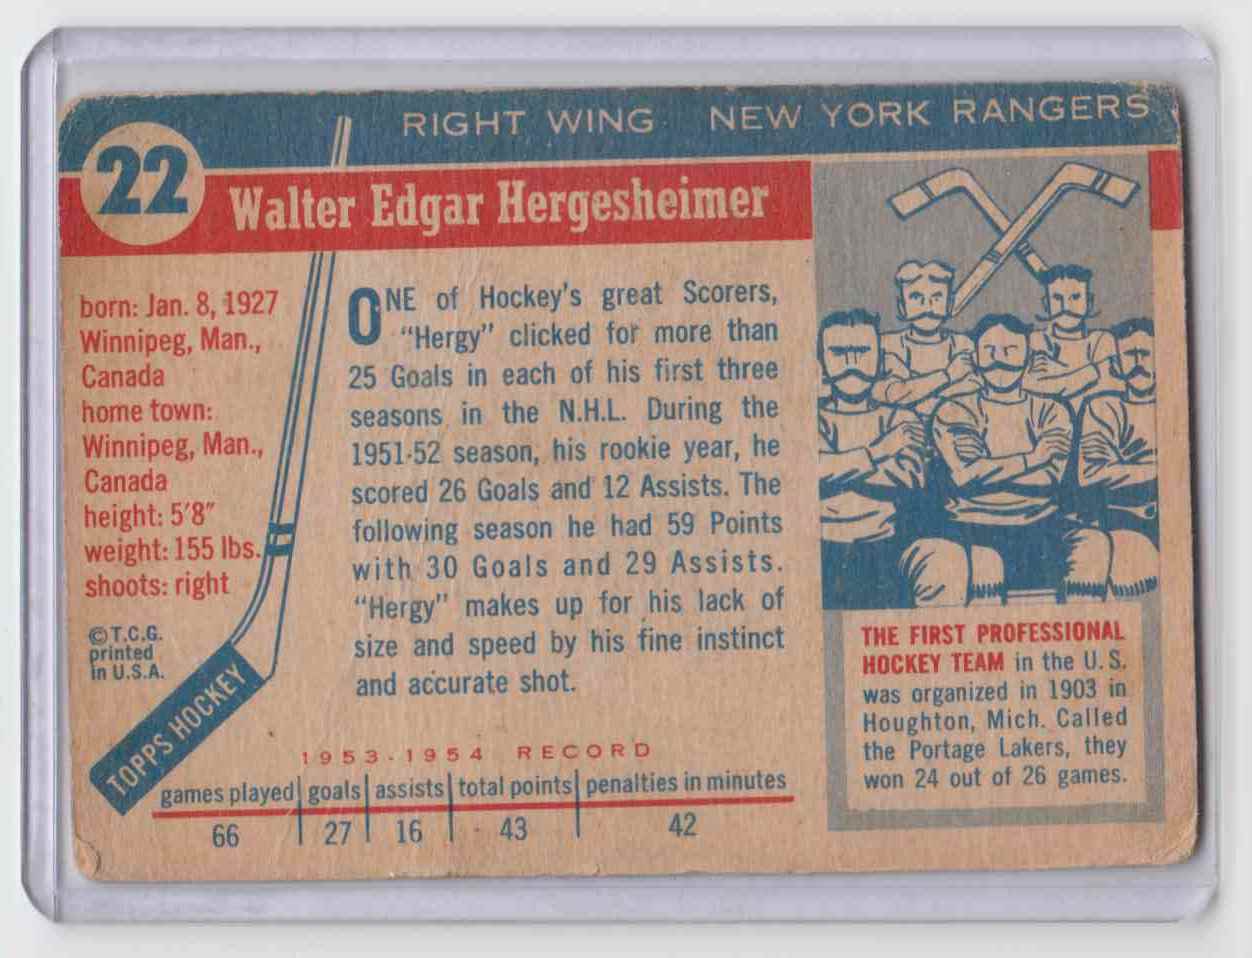 RIGHT WING NEW YORK RANGERS
22
Walter Edgar Hergesheimer
born: Jan. 8, 1927
Winnipeg, Man.,
Canada
home town:
Winnipeg, Man.,
Canada
height: 5'8"
weight: 155 lbs.
shoots: right
© T.C.G.
printed
in U.S.A.
TOPPS HOCKEY
ONE of Hockey's great Scorers,
"Hergy" clicked for more than
25 Goals in each of his first three
seasons in the N.H.L. During the
1951-52 season, his rookie year, he
scored 26 Goals and 12 Assists. The
following season he had 59 Points
with 30 Goals and 29 Assists.
"Hergy" makes up for his lack of
size and speed by his fine instinct
and accurate shot.
1953-1954 RECORD
games played goals assists total points penalties in minutes
66 27 16 43 42
THE FIRST PROFESSIONAL
HOCKEY TEAM in the U.S.
was organized in 1903 in
Houghton, Mich. Called
the Portage Lakers, they
won 24 out of 26 games.